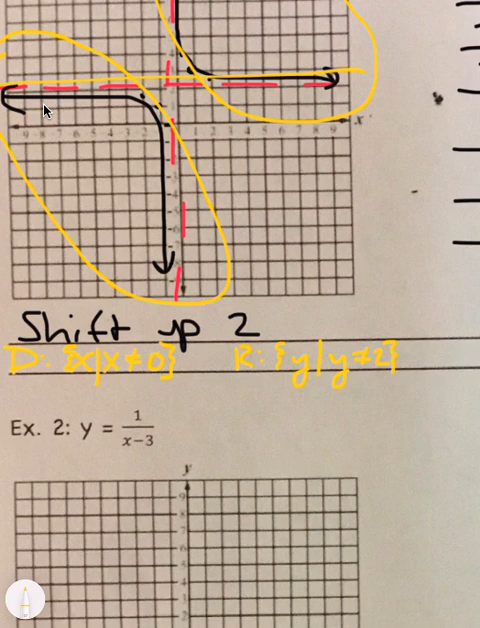 x
Shift up 2
D: {x|x≠0} R: {y|y≠2}
Ex. 2: y = 1/(x-3)
y